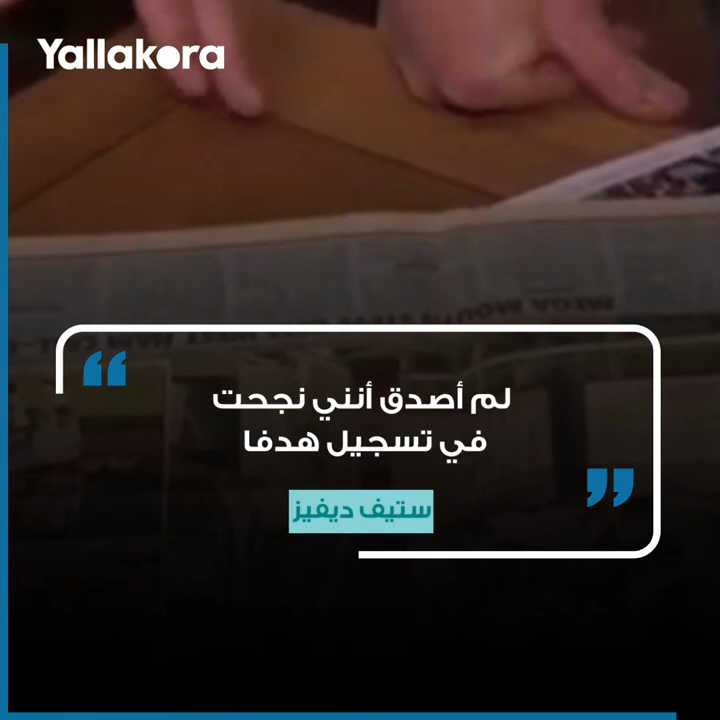 Yallakora
لم أصدق أنني نجحت
في تسجيل هدفا
ستيف ديفيز